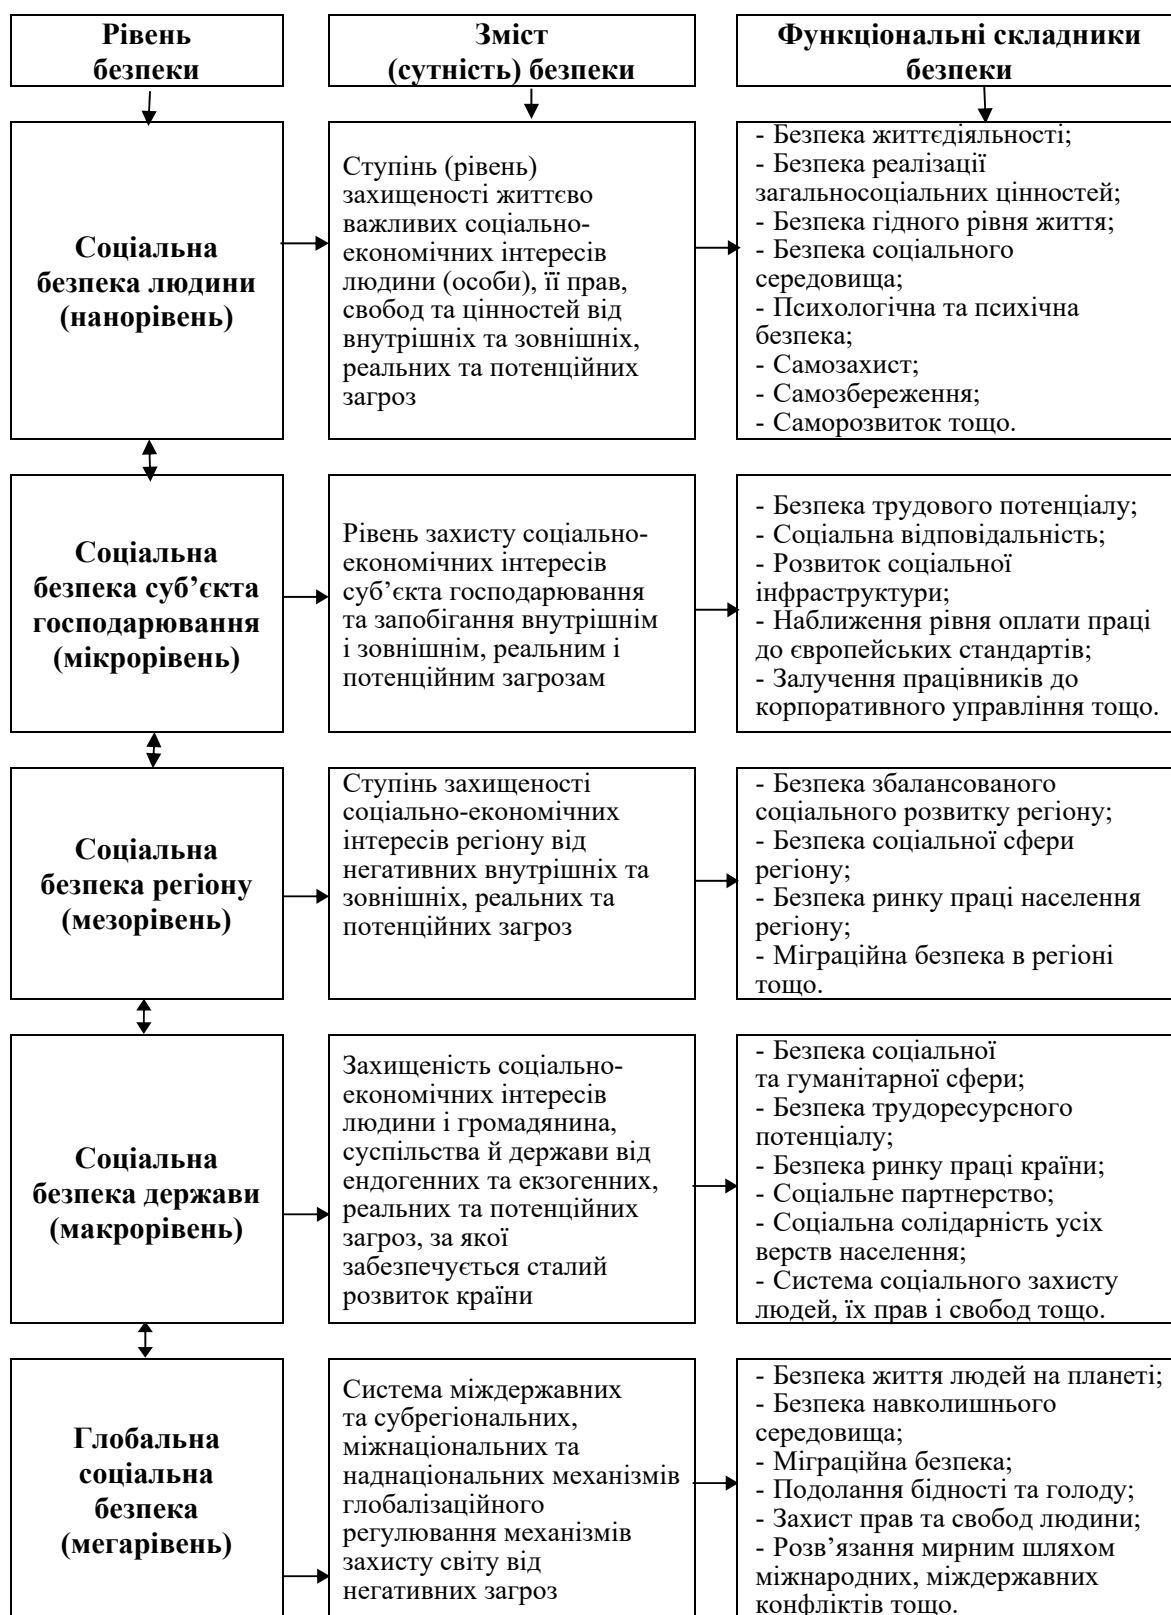 Рівень
безпеки
Зміст
(сутність) безпеки
Функціональні складники
безпеки
Соціальна
безпека людини
(нанорівень)
Ступінь (рівень)
захищеності життєво
важливих соціально-
економічних інтересів
людини (особи), її прав,
свобод та цінностей від
внутрішніх та зовнішніх,
реальних та потенційних
загроз
- Безпека життєдіяльності;
- Безпека реалізації
загальносоціальних цінностей;
- Безпека гідного рівня життя;
- Безпека соціального
середовища;
- Психологічна та психічна
безпека;
- Самозахист;
- Самозбереження;
- Саморозвиток тощо.
Соціальна
безпека суб’єкта
господарювання
(мікрорівень)
Рівень захисту соціально-
економічних інтересів
суб’єкта господарювання
та запобігання внутрішнім
і зовнішнім, реальним і
потенційним загрозам
- Безпека трудового потенціалу;
- Соціальна відповідальність;
- Розвиток соціальної
інфраструктури;
- Наближення рівня оплати праці
до європейських стандартів;
- Залучення працівників до
корпоративного управління тощо.
Соціальна
безпека регіону
(мезорівень)
Ступінь захищеності
соціально-економічних
інтересів регіону від
негативних внутрішніх та
зовнішніх, реальних та
потенційних загроз
- Безпека збалансованого
соціального розвитку регіону;
- Безпека соціальної сфери
регіону;
- Безпека ринку праці населення
регіону;
- Міграційна безпека в регіоні
тощо.
Соціальна
безпека держави
(макрорівень)
Захищеність соціально-
економічних інтересів
людини і громадянина,
суспільства й держави від
ендогенних та екзогенних,
реальних та потенційних
загроз, за якої
забезпечується сталий
розвиток країни
- Безпека соціальної
та гуманітарної сфери;
- Безпека трудоресурсного
потенціалу;
- Безпека ринку праці країни;
- Соціальне партнерство;
- Соціальна солідарність усіх
верств населення;
- Система соціального захисту
людей, їх прав і свобод тощо.
Глобальна
соціальна
безпека
(мегарівень)
Система міждержавних
та субрегіональних,
міжнаціональних та
наднаціональних механізмів
глобалізаційного
регулювання механізмів
захисту світу від
негативних загроз
- Безпека життя людей на планеті;
- Безпека навколишнього
середовища;
- Міграційна безпека;
- Подолання бідності та голоду;
- Захист прав та свобод людини;
- Розв’язання мирним шляхом
міжнародних, міждержавних
конфліктів тощо.